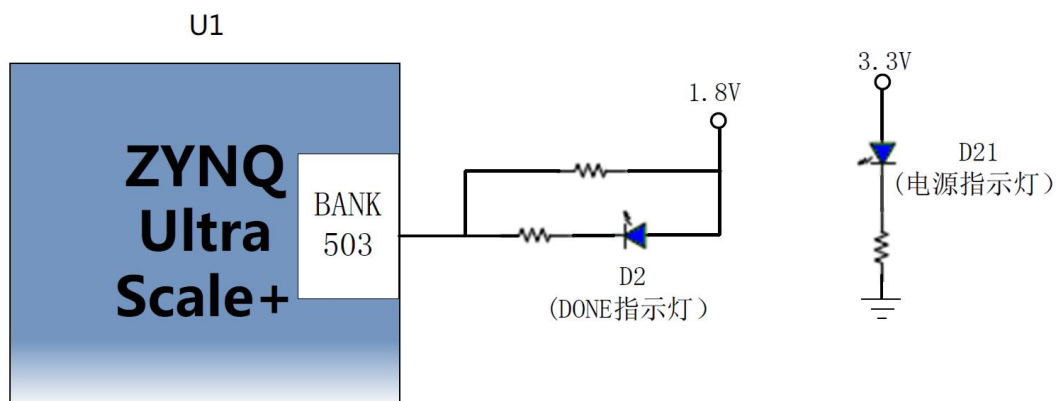 U1
ZYNQ
Ultra
Scale+
BANK
503
1.8V
D2
(DONE指示灯）
3.3V
D21
(电源指示灯）